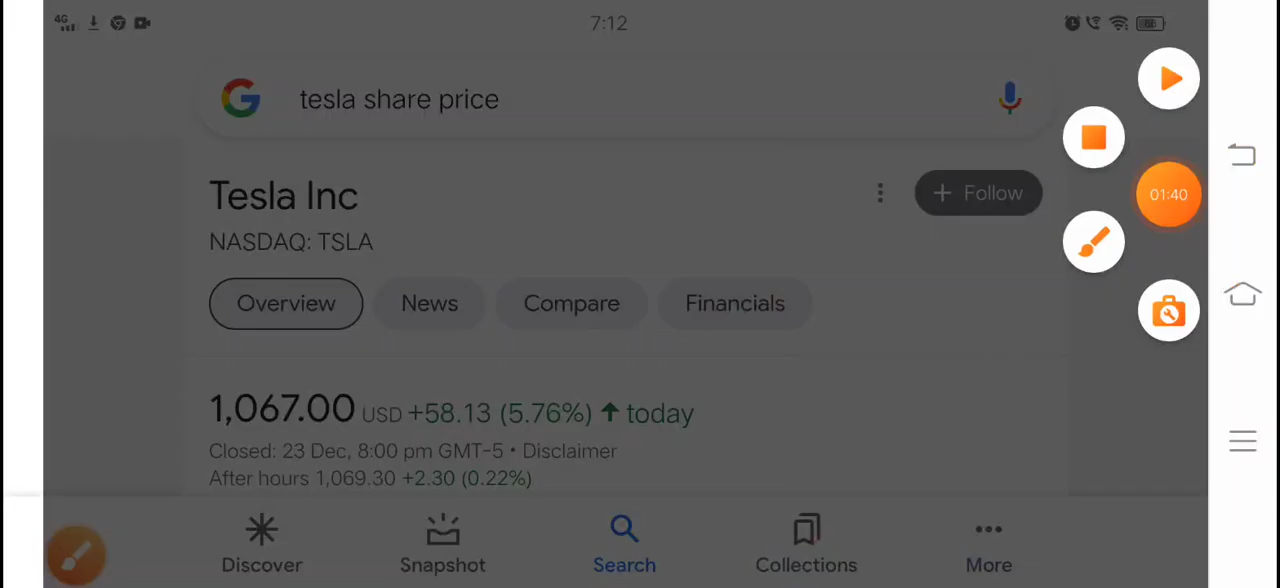 4G 7:12
tesla share price
Tesla Inc
+ Follow
NASDAQ: TSLA
Overview News Compare Financials
01:40
1,067.00 USD +58.13 (5.76%) ↑ today
Closed: 23 Dec, 8:00 pm GMT-5 • Disclaimer
After hours 1,069.30 +2.30 (0.22%)
Discover Snapshot Search Collections More